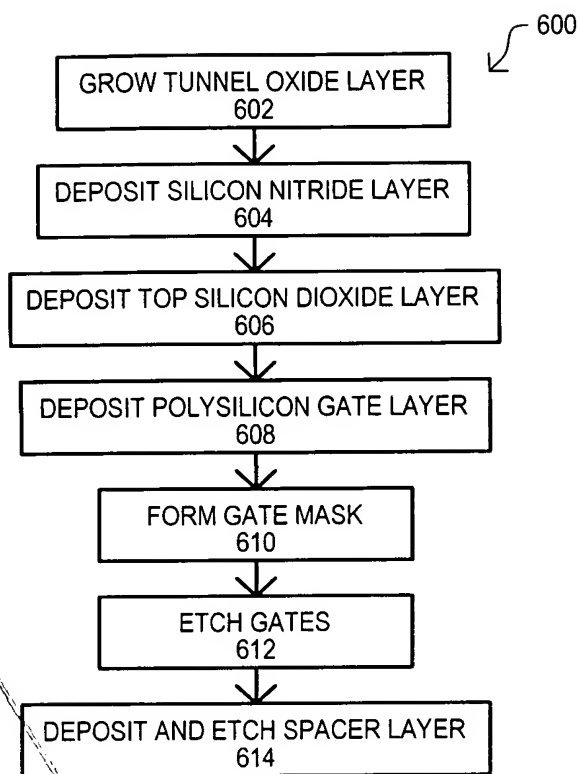 600
GROW TUNNEL OXIDE LAYER
602
DEPOSIT SILICON NITRIDE LAYER
604
DEPOSIT TOP SILICON DIOXIDE LAYER
606
DEPOSIT POLYSILICON GATE LAYER
608
FORM GATE MASK
610
ETCH GATES
612
DEPOSIT AND ETCH SPACER LAYER
614